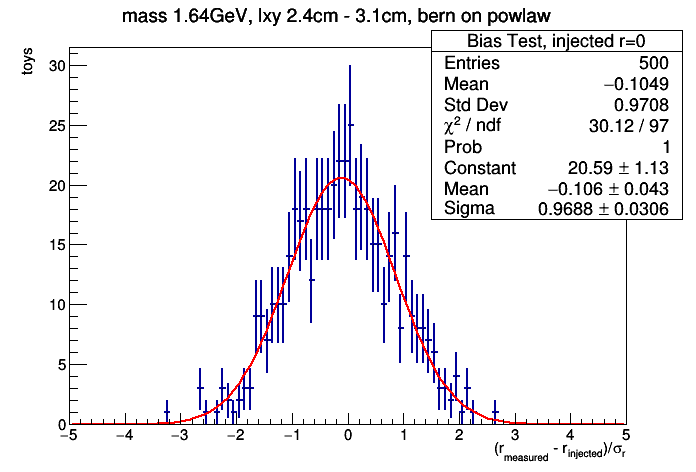 mass 1.64GeV, lxy 2.4cm - 3.1cm, bern on powlaw
Bias Test, injected r=0
Entries 500
Mean −0.1049
Std Dev 0.9708
χ² / ndf 30.12 / 97
Prob 1
Constant 20.59 ± 1.13
Mean −0.106 ± 0.043
Sigma 0.9688 ± 0.0306
toys
30
25
20
15
10
5
0
−5 −4 −3 −2 −1 0 1 2 3 4 5
(r_measured - r_injected)/σ_r